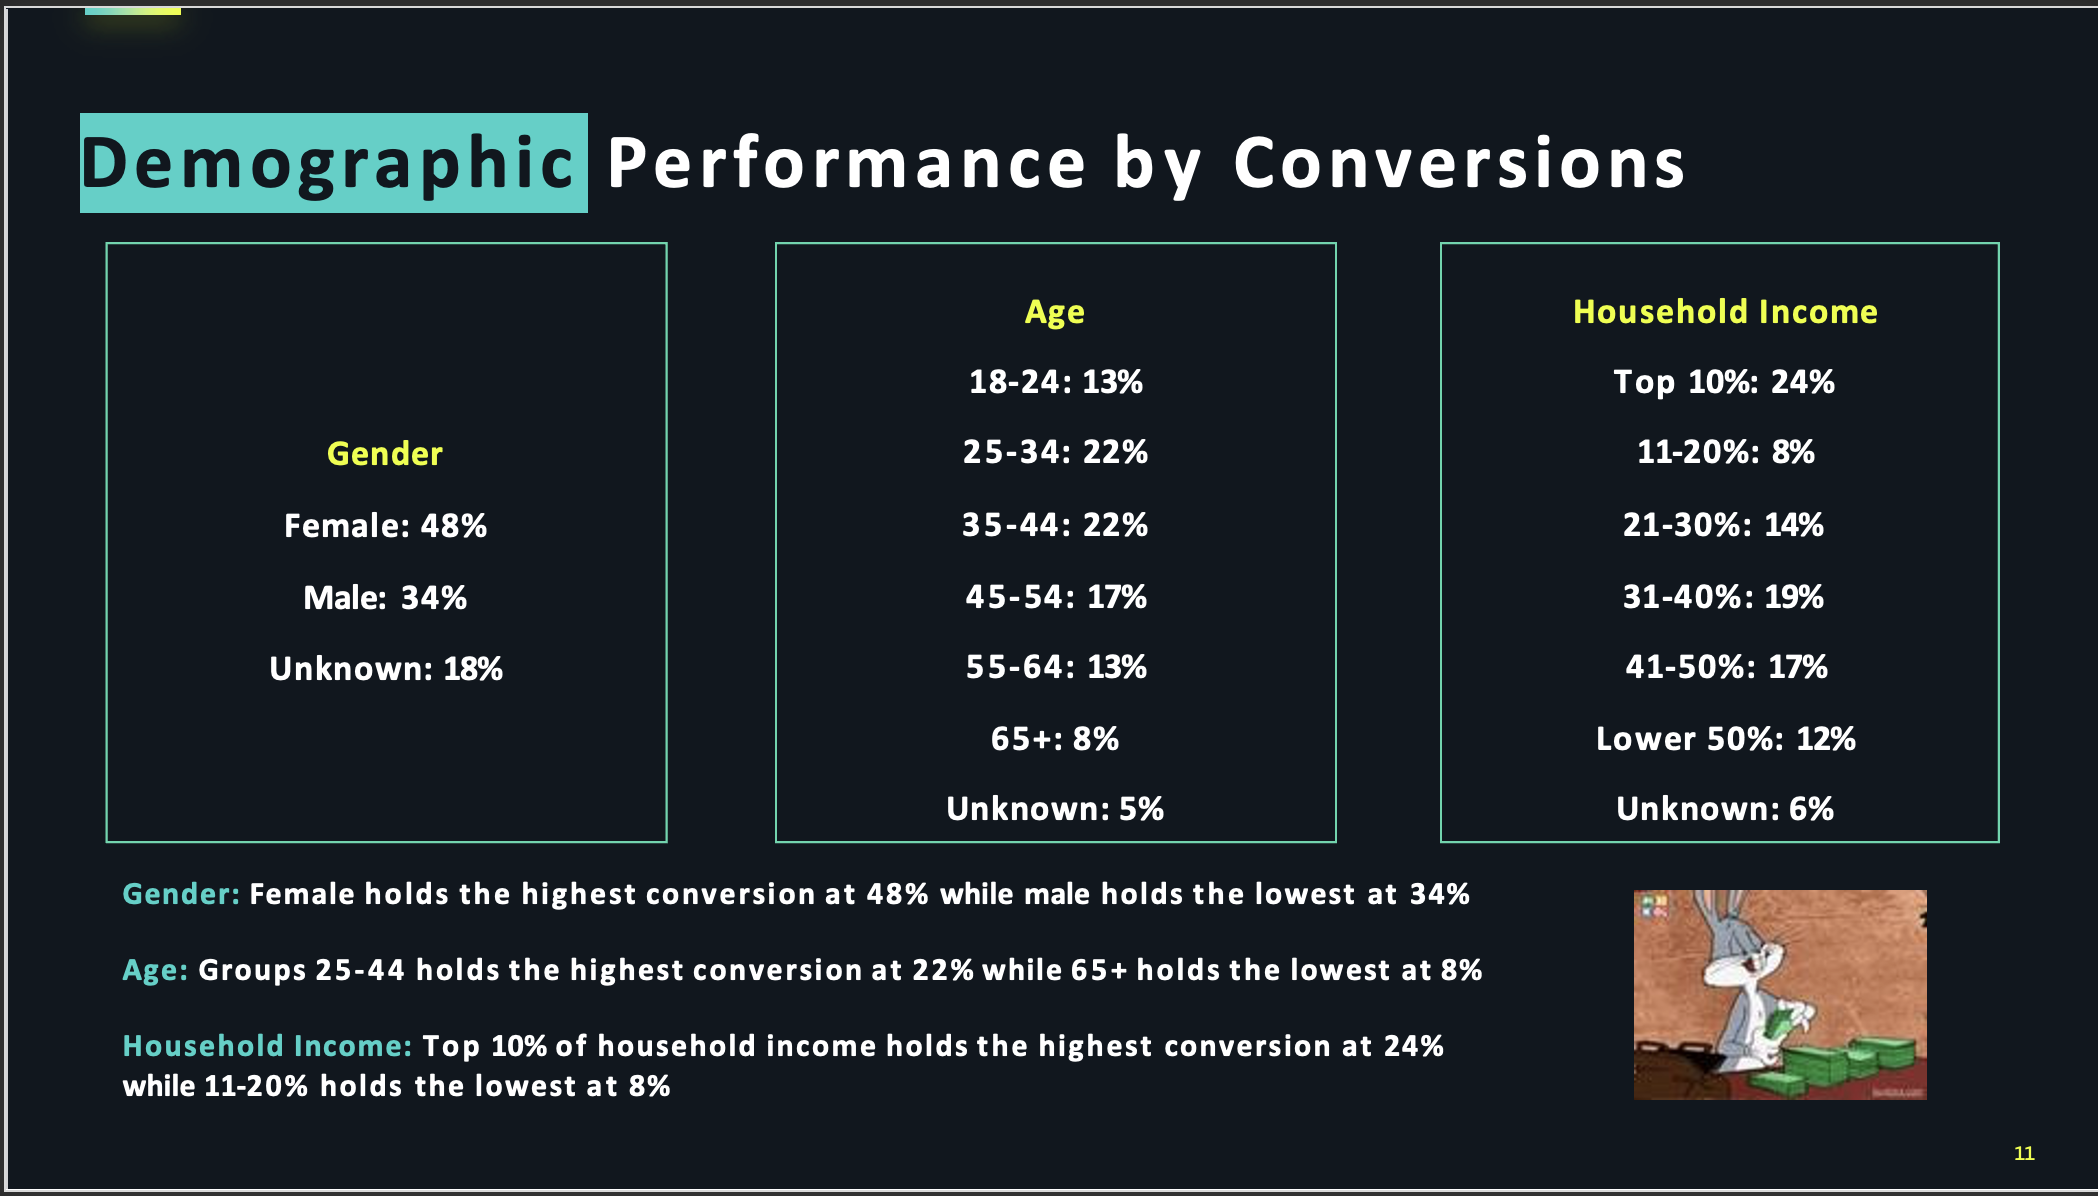 Demographic Performance by Conversions
Gender
Female: 48%
Male: 34%
Unknown: 18%
Age
18-24: 13%
25-34: 22%
35-44: 22%
45-54: 17%
55-64: 13%
65+: 8%
Unknown: 5%
Household Income
Top 10%: 24%
11-20%: 8%
21-30%: 14%
31-40%: 19%
41-50%: 17%
Lower 50%: 12%
Unknown: 6%
Gender: Female holds the highest conversion at 48% while male holds the lowest at 34%
Age: Groups 25-44 holds the highest conversion at 22% while 65+ holds the lowest at 8%
Household Income: Top 10% of household income holds the highest conversion at 24%
while 11-20% holds the lowest at 8%
11